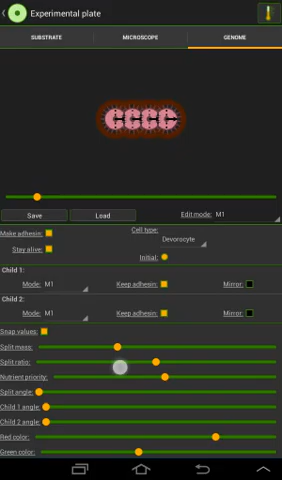 Experimental plate
SUBSTRATE MICROSCOPE GENOME
Save Load Edit mode: M1
Make adhesin: Cell type:
Devorocyte
Stay alive: Initial:
Child 1:
Mode: M1 Keep adhesin: Mirror:
Child 2:
Mode: M1 Keep adhesin: Mirror:
Snap values:
Split mass:
Split ratio:
Nutrient priority:
Split angle:
Child 1 angle:
Child 2 angle:
Red color:
Green color: